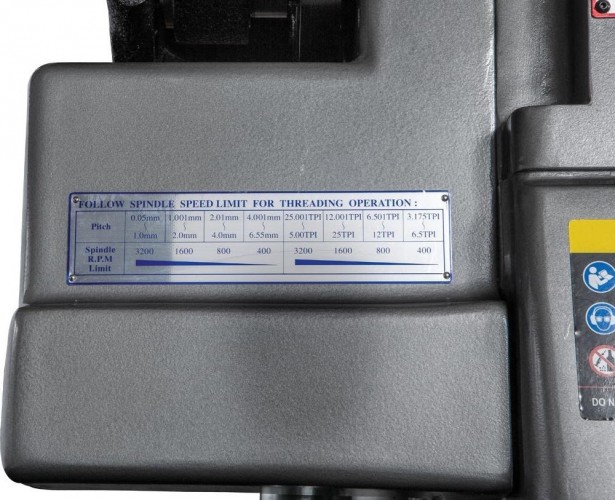 FOLLOW SPINDLE SPEED LIMIT FOR THREADING OPERATION :
Pitch 0.05mm 1.001mm 2.01mm 4.001mm 25.001TPI 12.001TPI 6.501TPI 3.175TPI
~ ~ ~ ~ ~ ~ ~ ~
1.0mm 2.0mm 4.0mm 6.55mm 5.00TPI 25TPI 12TPI 6.5TPI
Spindle R.P.M Limit 3200 1600 800 400 3200 1600 800 400
DO N